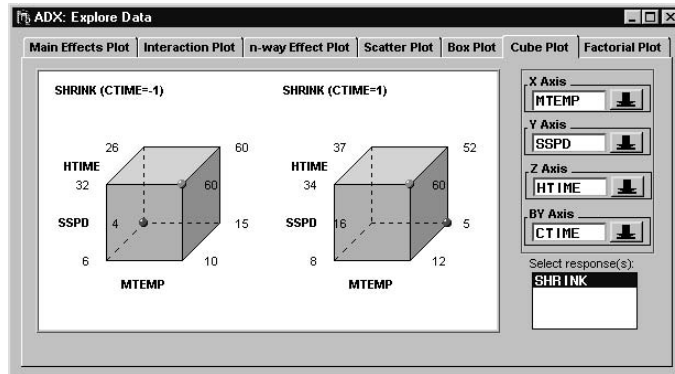 ADX: Explore Data
Main Effects Plot Interaction Plot n-way Effect Plot Scatter Plot Box Plot Cube Plot Factorial Plot
SHRINK (CTIME=-1)
26 60
HTIME
32 60
SSPD 4 15
6 10
MTEMP
SHRINK (CTIME=1)
37 52
HTIME
34 60
SSPD 16 5
8 12
MTEMP
X Axis
MTEMP
Y Axis
SSPD
Z Axis
HTIME
BY Axis
CTIME
Select response(s):
SHRINK